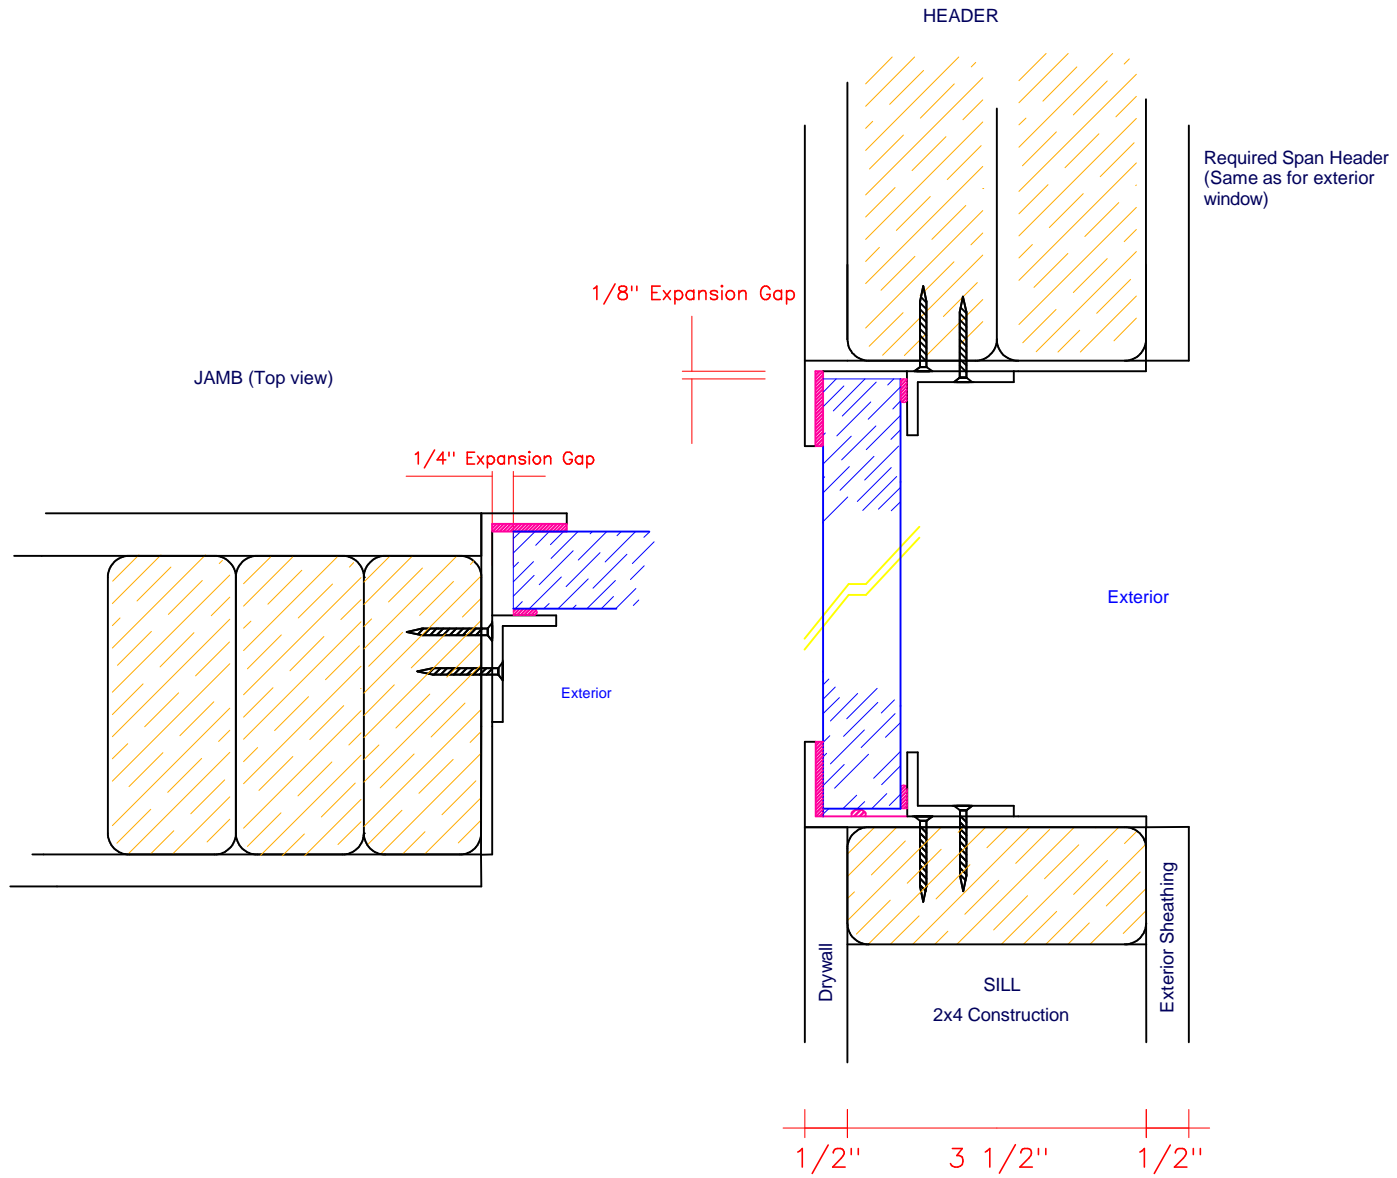 HEADER
Required Span Header
(Same as for exterior
window)
1/8" Expansion Gap
JAMB (Top view)
1/4" Expansion Gap
Exterior
Exterior
Drywall
SILL
2x4 Construction
Exterior Sheathing
1/2"
3 1/2"
1/2"